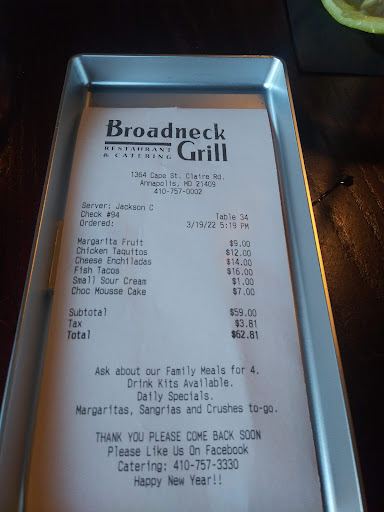 Broadneck
RESTAURANT
& CATERING Grill
1364 Cape St. Claire Rd.
Annapolis, MD 21409
410-757-0002
Server: Jackson C
Check #94 Table 34
Ordered: 3/19/22 5:19 PM
Margarita Fruit $9.00
Chicken Taquitos $12.00
Cheese Enchiladas $14.00
Fish Tacos $16.00
Small Sour Cream $1.00
Choc Mousse Cake $7.00
Subtotal $59.00
Tax $3.81
Total $62.81
Ask about our Family Meals for 4.
Drink Kits Available.
Daily Specials.
Margaritas, Sangrias and Crushes to-go.
THANK YOU PLEASE COME BACK SOON
Please Like Us On Facebook
Catering: 410-757-3330
Happy New Year!!